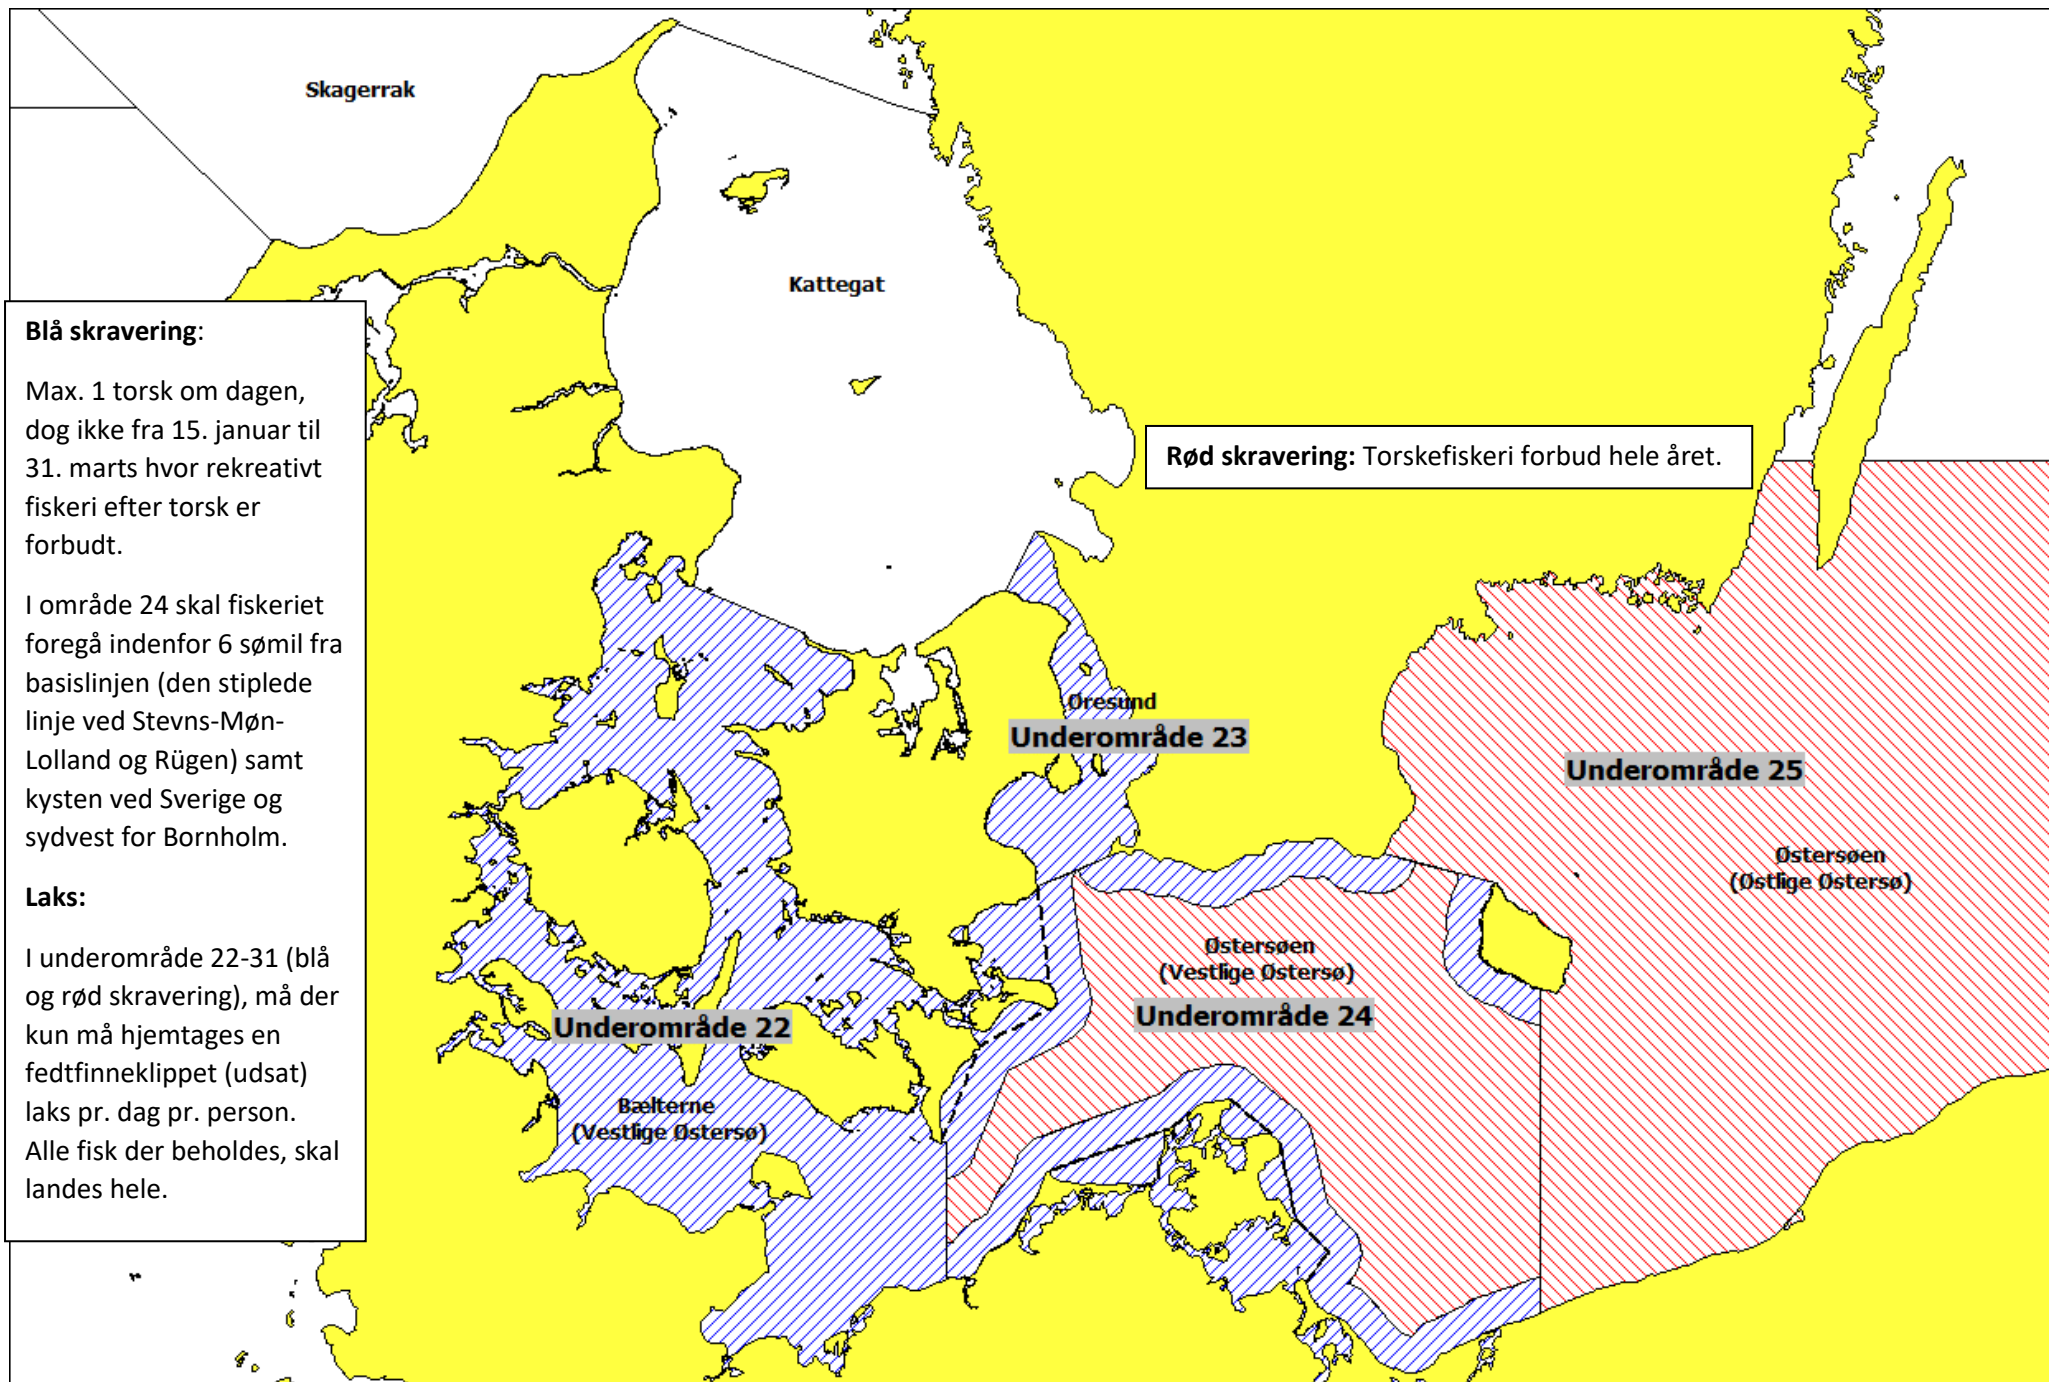 Skagerrak
Kattegat
Blå skravering:
Max. 1 torsk om dagen,
dog ikke fra 15. januar til
31. marts hvor rekreativt
fiskeri efter torsk er
forbudt.
I område 24 skal fiskeriet
foregå indenfor 6 sømil fra
basislinjen (den stiplede
linje ved Stevns-Møn-
Lolland og Rügen) samt
kysten ved Sverige og
sydvest for Bornholm.
Laks:
I underområde 22-31 (blå
og rød skravering), må der
kun må hjemtages en
fedtfinneklippet (udsat)
laks pr. dag pr. person.
Alle fisk der beholdes, skal
landes hele.
Rød skravering: Torskefiskeri forbud hele året.
Øresund
Underområde 23
Underområde 25
Østersøen
(Østlige Østersø)
Østersøen
(Vestlige Østersø)
Underområde 24
Underområde 22
Bælterne
(Vestlige Østersø)